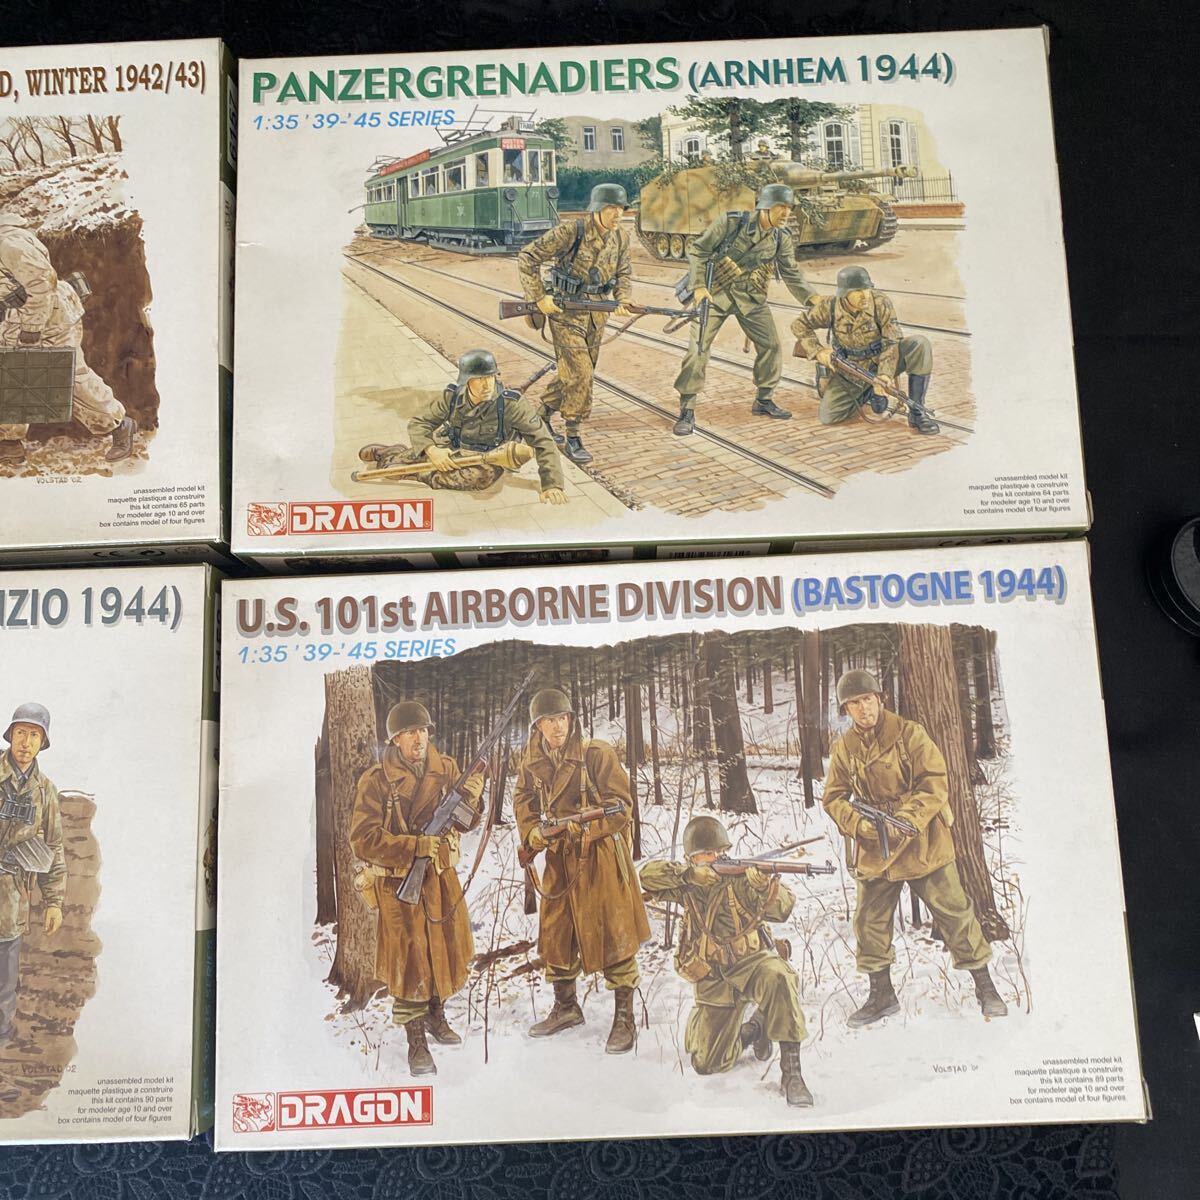 D, WINTER 1942/43)
VOLSTAD '02
unassembled model kit
maquette plastique a construire
this kit contains 65 parts
for modeler age 10 and over
box contains model of four figures
PANZERGRENADIERS (ARNHEM 1944)
1:35 '39-'45 SERIES
TRAM
DRAGON
unassembled model kit
maquette plastique a construire
this kit contains 64 parts
for modeler age 10 and over
box contains model of four figures
NZIO 1944)
VOLSTAD 02
unassembled model kit
maquette plastique a construire
this kit contains 90 parts
for modeler age 10 and over
box contains model of four figures
U.S. 101st AIRBORNE DIVISION (BASTOGNE 1944)
1:35 '39-'45 SERIES
VOLSTAD
DRAGON
unassembled model kit
maquette plastique a construire
this kit contains 89 parts
for modeler age 10 and over
box contains model of four figures